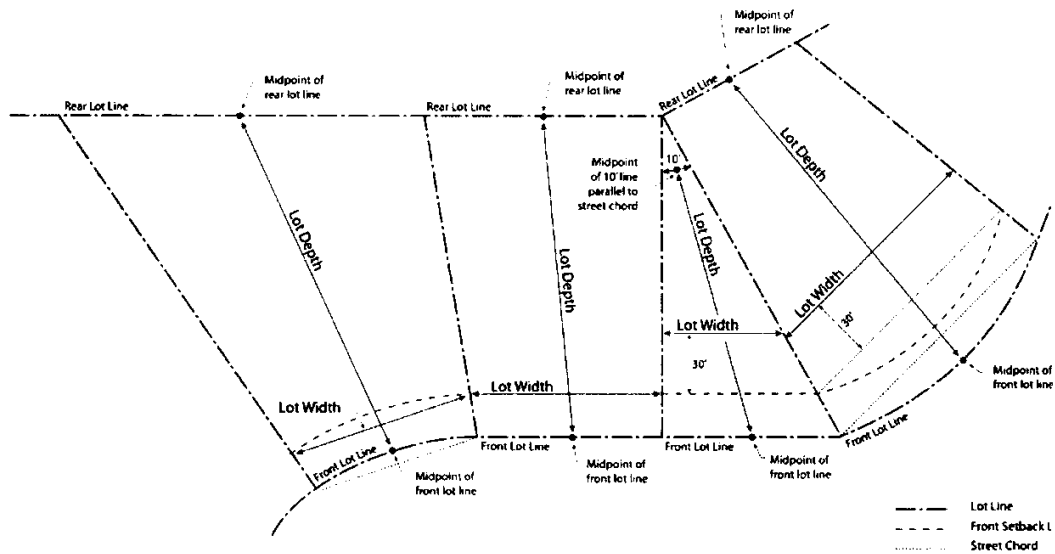 Midpoint of
rear lot line
Midpoint of
rear lot line
Midpoint of
rear lot line
Midpoint of
rear lot line
Rear Lot Line
Rear Lot Line
Rear Lot Line
10'
Midpoint
of 10' line
parallel to
street chord
Lot Depth
Lot Depth
Lot Depth
Lot Depth
Lot Width
Lot Width
Lot Width
Lot Width
30'
30'
Front Lot Line
Front Lot Line
Front Lot Line
Front Lot Line
Midpoint of
front lot line
Midpoint of
front lot line
Midpoint of
front lot line
Midpoint of
front lot line
Lot Line
Front Setback L
Street Chord